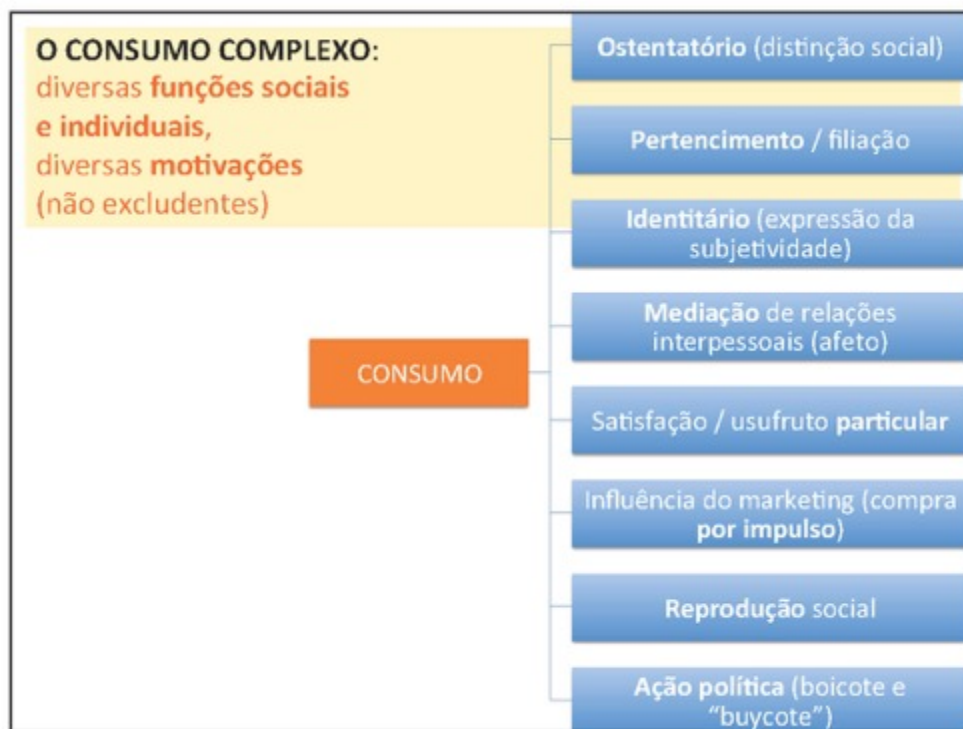 O CONSUMO COMPLEXO:
diversas funções sociais
e individuais,
diversas motivações
(não excludentes)
CONSUMO
Ostentatório (distinção social)
Pertencimento / filiação
Identitário (expressão da
subjetividade)
Mediação de relações
interpessoais (afeto)
Satisfação / usufruto particular
Influência do marketing (compra
por impulso)
Reprodução social
Ação política (boicote e
“buycote”)